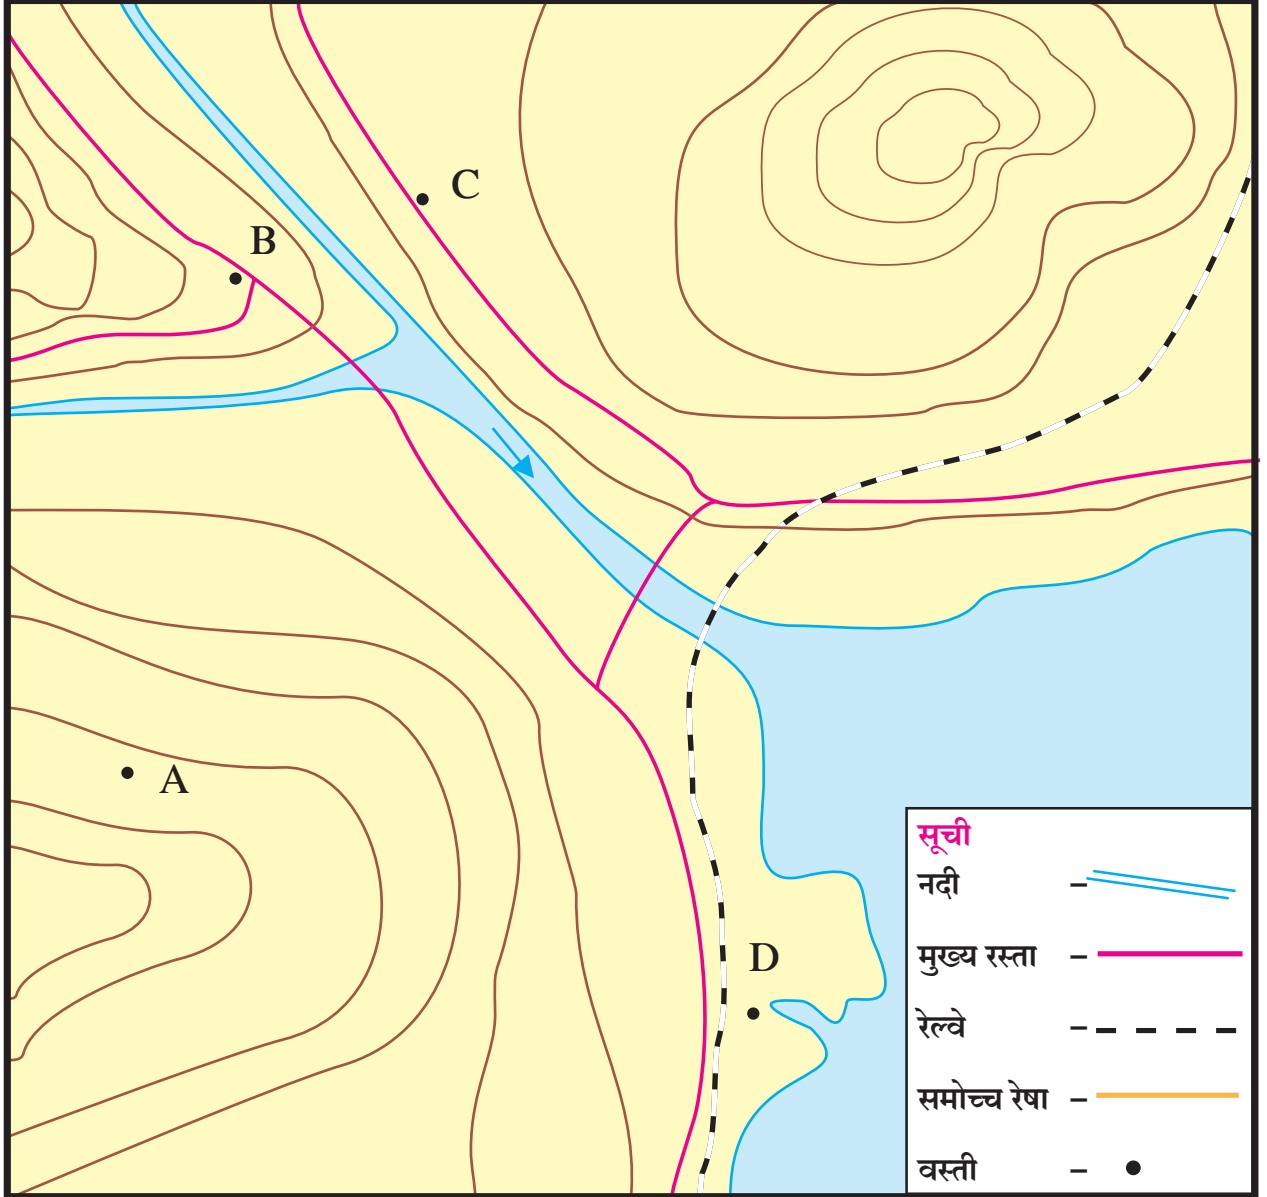 C
B
A
D
सूची
नदी –
मुख्य रस्ता –
रेल्वे –
समोच्च रेषा –
वस्ती –